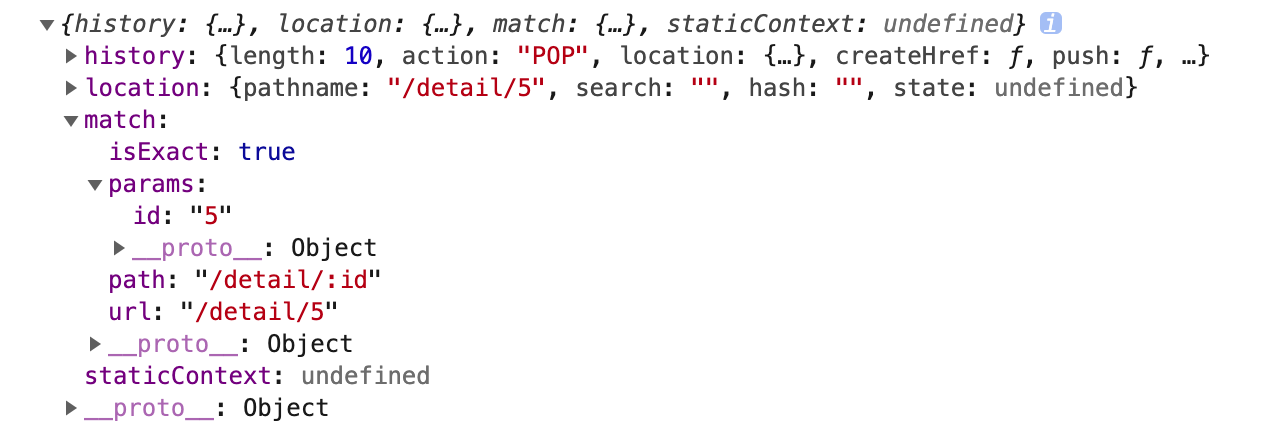 ▼{history: {…}, location: {…}, match: {…}, staticContext: undefined} i
▶history: {length: 10, action: "POP", location: {…}, createHref: ƒ, push: ƒ, …}
▶location: {pathname: "/detail/5", search: "", hash: "", state: undefined}
▼match:
isExact: true
▼params:
id: "5"
▶__proto__: Object
path: "/detail/:id"
url: "/detail/5"
▶__proto__: Object
staticContext: undefined
▶__proto__: Object